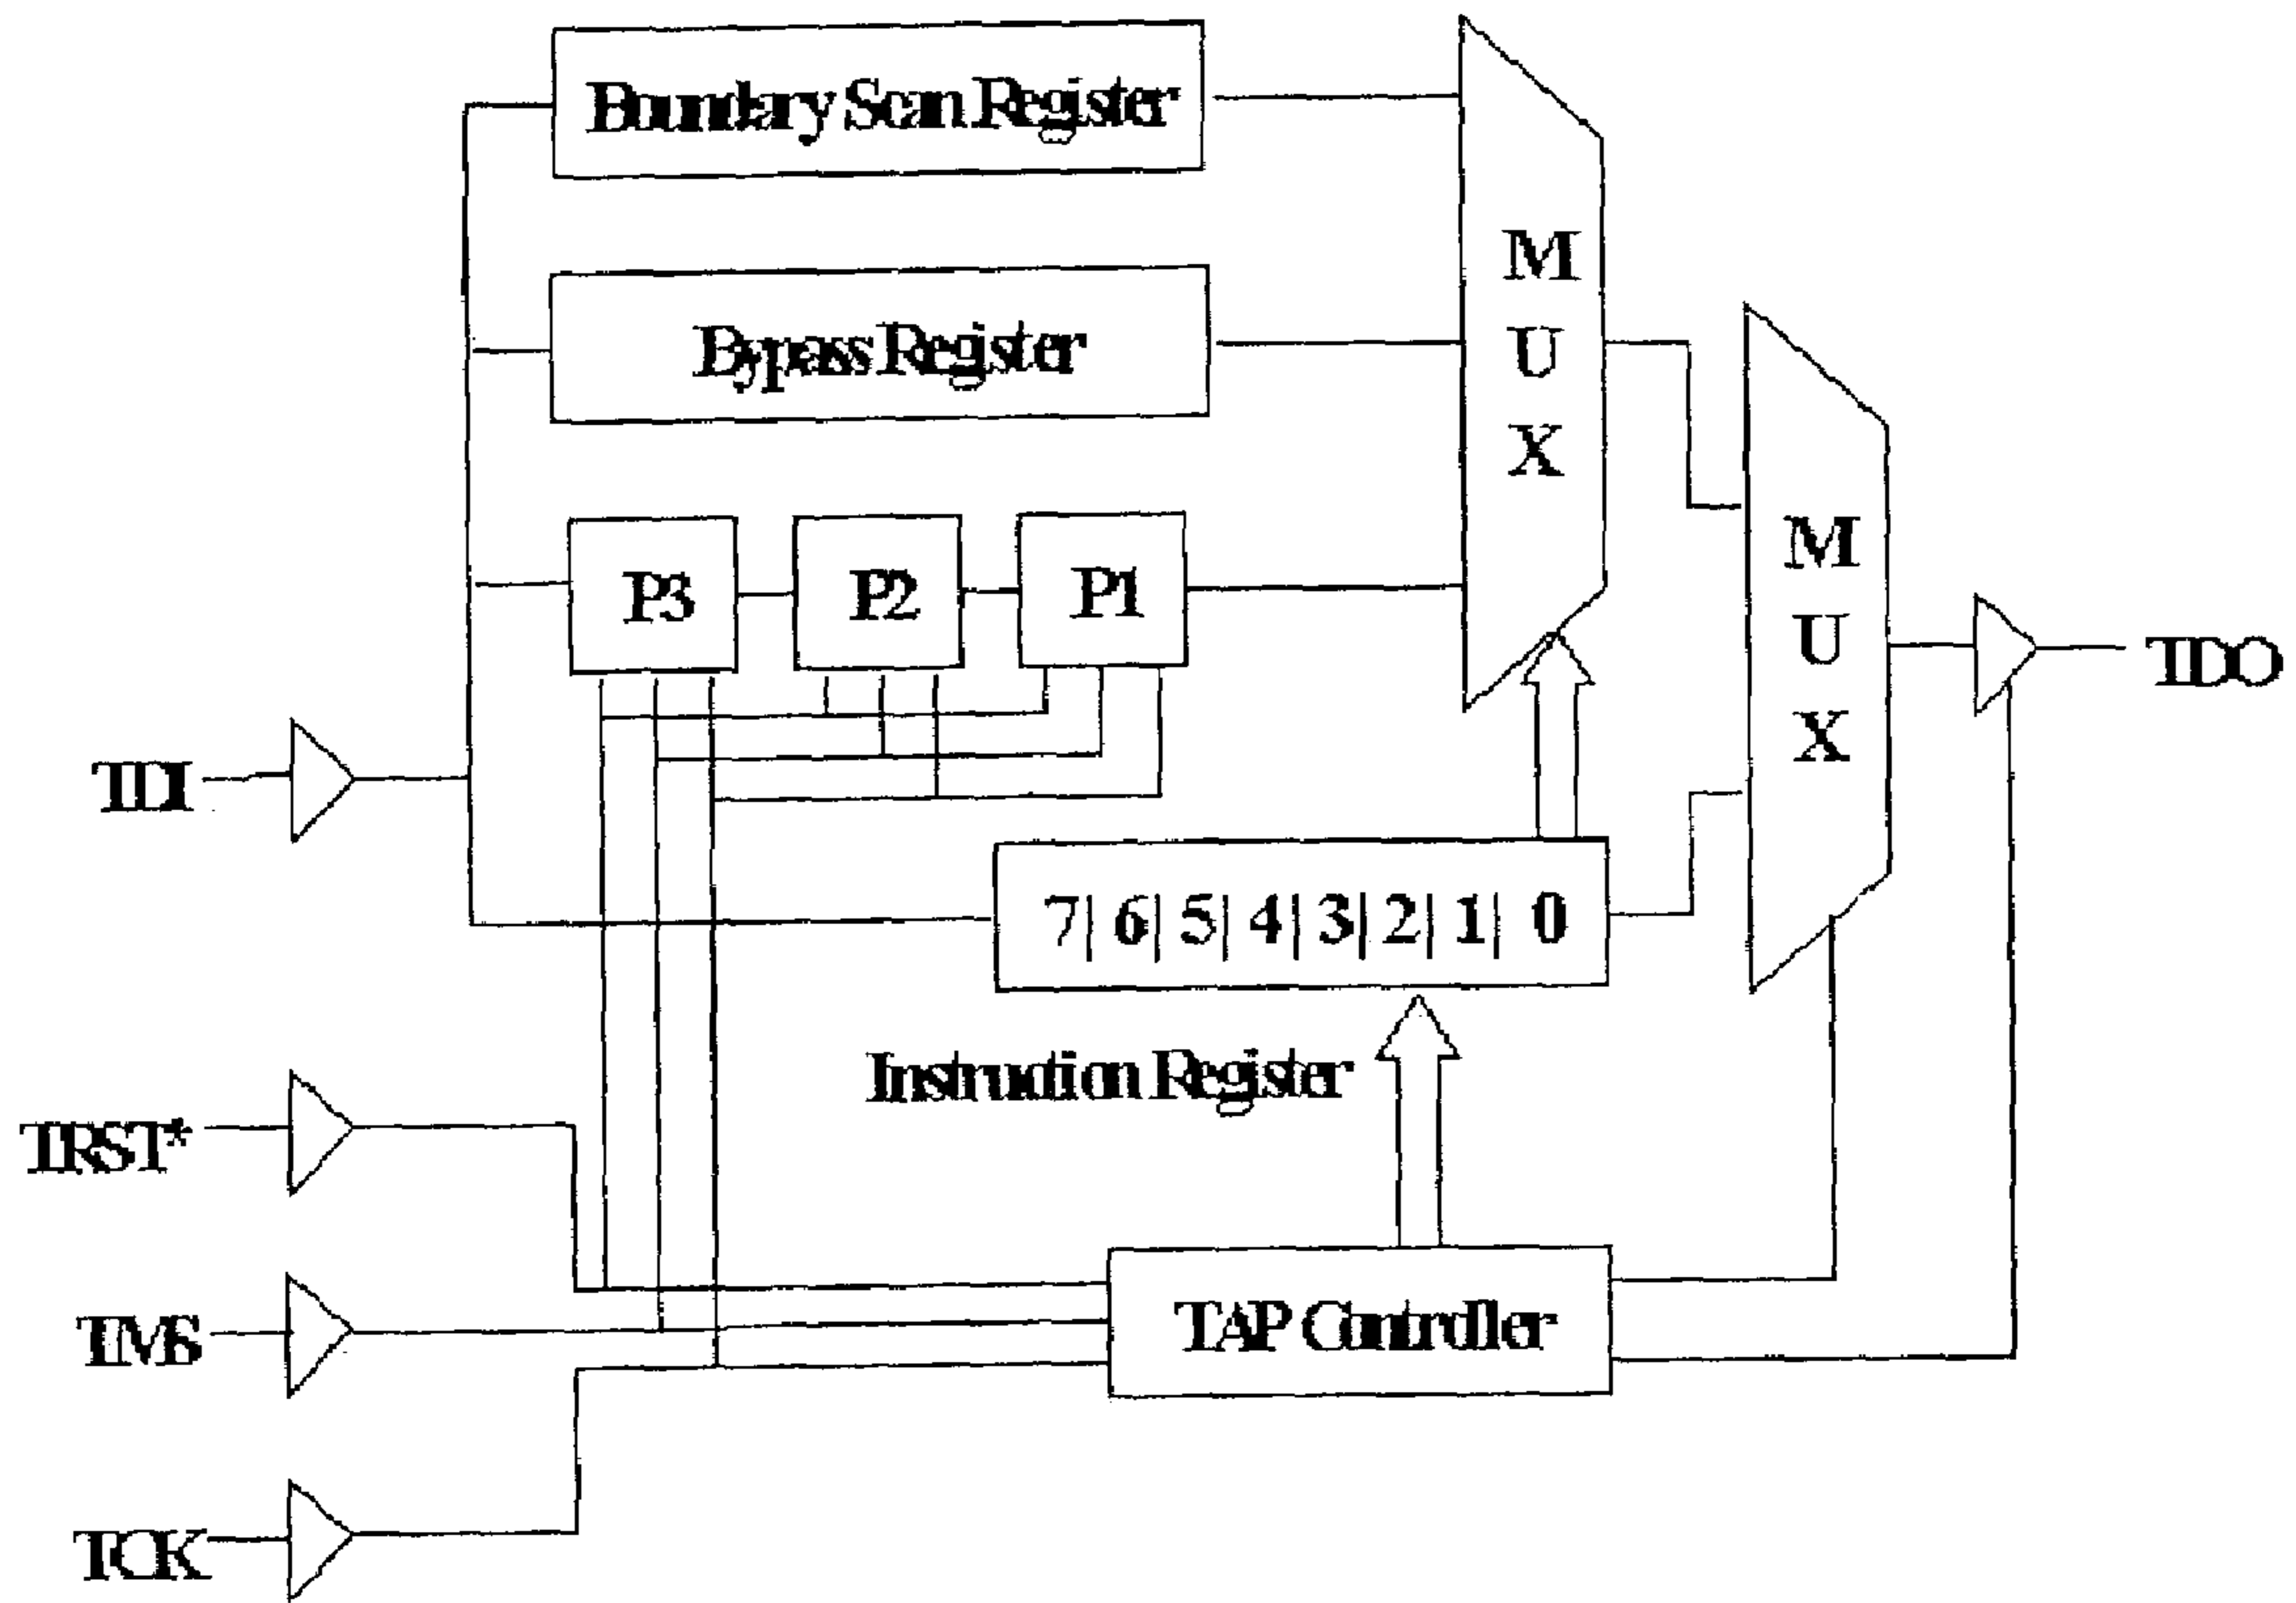 Boundary Scan Register
M
U
X
Bypass Register
M
U
X
P3
P2
P1
TDO
TDI
7| 6| 5| 4| 3| 2| 1| 0
Instruction Register
TRST*
TAP Controller
TMS
TCK